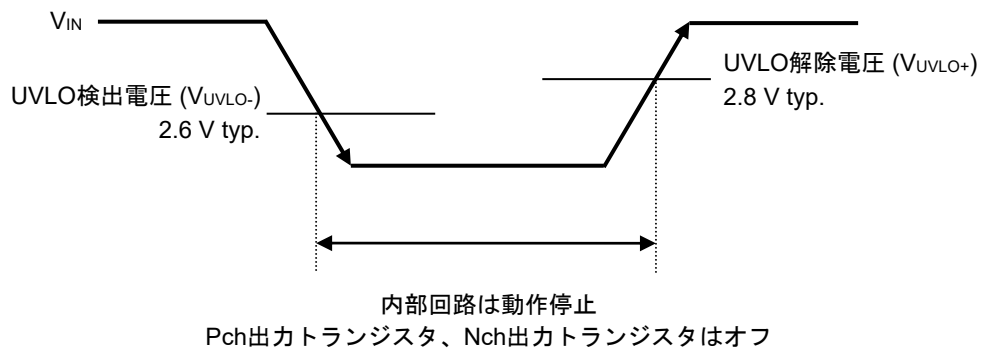 VIN
UVLO解除電圧 (VUVLO+)
2.8 V typ.
UVLO検出電圧 (VUVLO-)
2.6 V typ.
内部回路は動作停止
Pch出力トランジスタ、Nch出力トランジスタはオフ